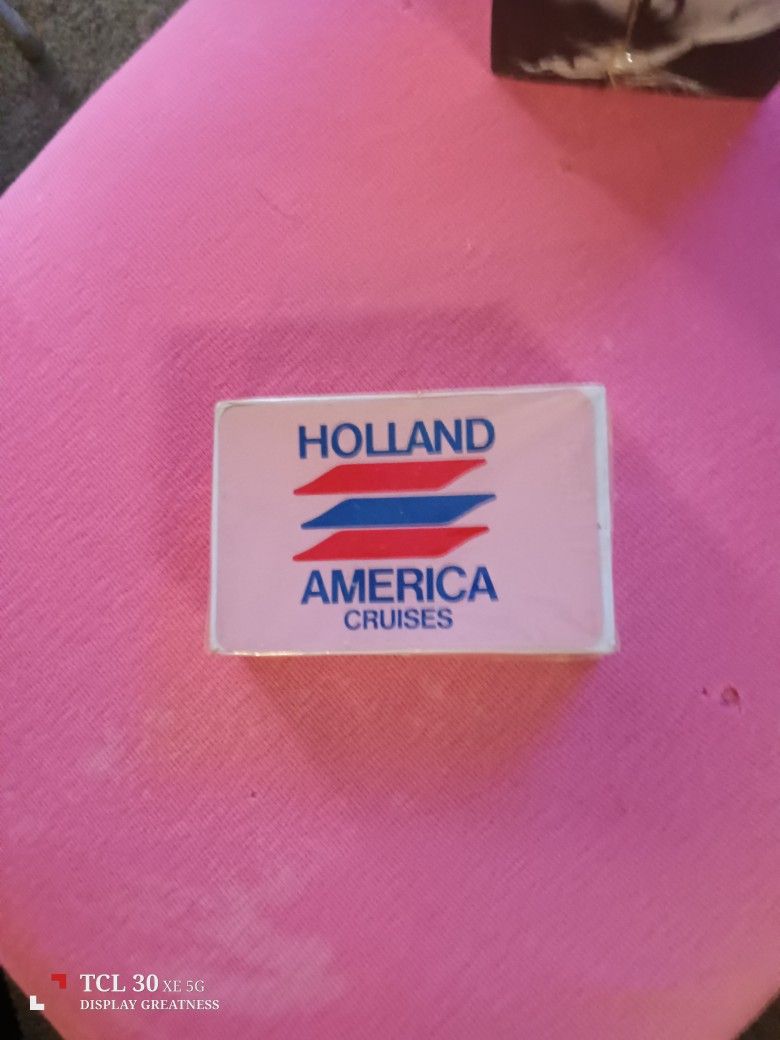 HOLLAND
AMERICA
CRUISES
TCL 30 XE 5G
DISPLAY GREATNESS